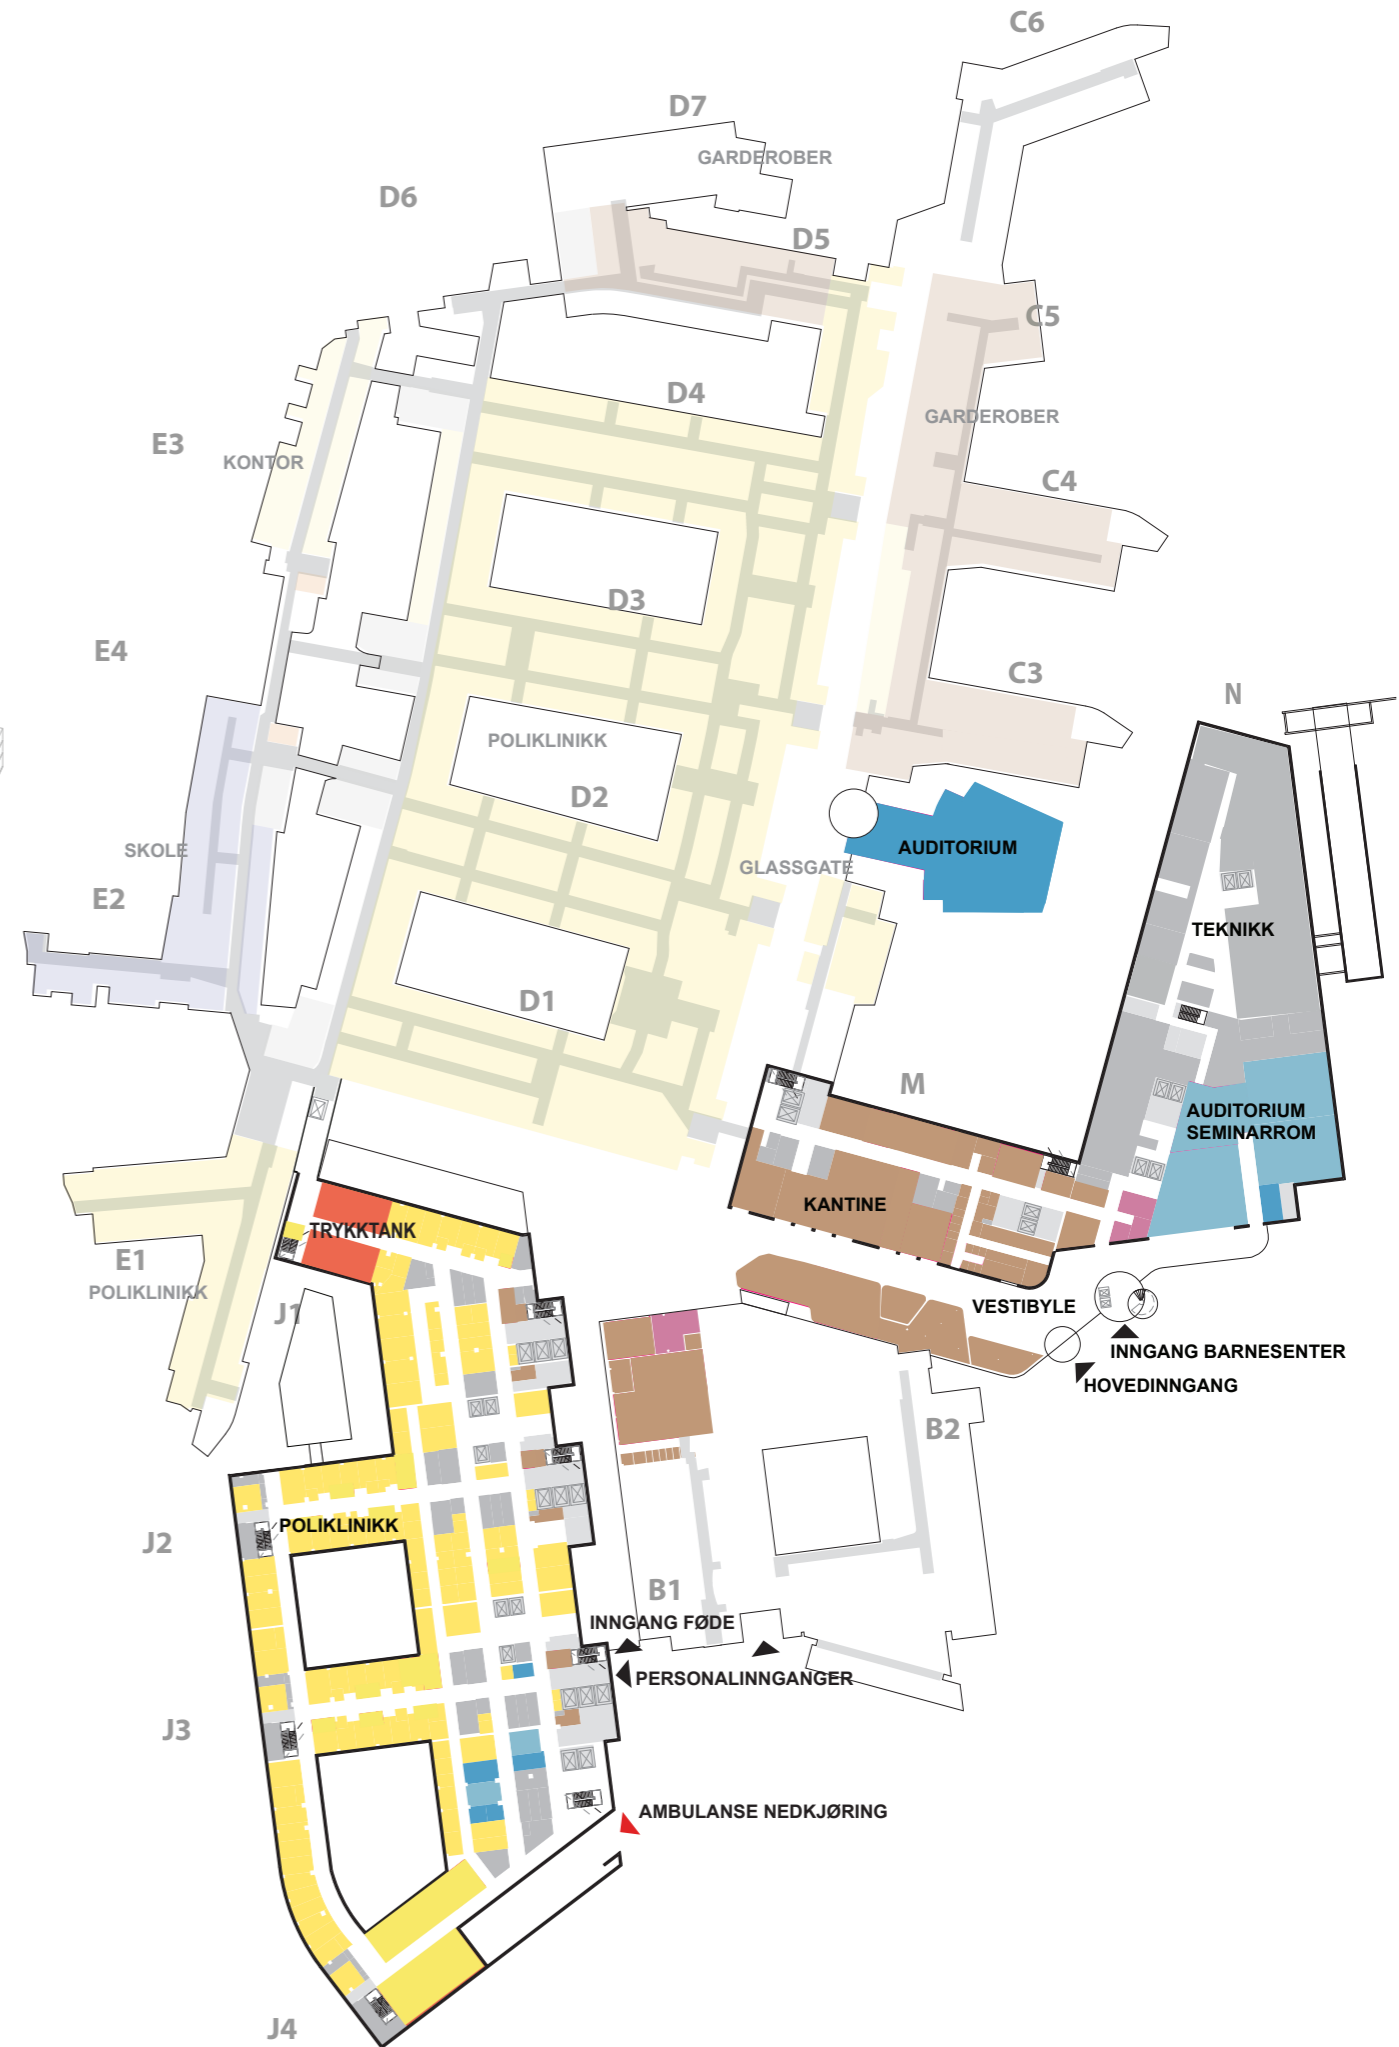 C6
D7
GARDEROBER
D6
D5
C5
D4
GARDEROBER
E3
KONTOR
C4
D3
E4
C3
N
POLIKLINIKK
D2
SKOLE
AUDITORIUM
GLASSGATE
E2
TEKNIKK
D1
M
AUDITORIUM
SEMINARROM
KANTINE
TRYKKTANK
E1
POLIKLINIKK
J1
VESTIBYLE
INNGANG BARNESENTER
HOVEDINNGANG
B2
POLIKLINIKK
J2
B1
INNGANG FØDE
PERSONALINNGANGER
J3
AMBULANSE NEDKJØRING
J4